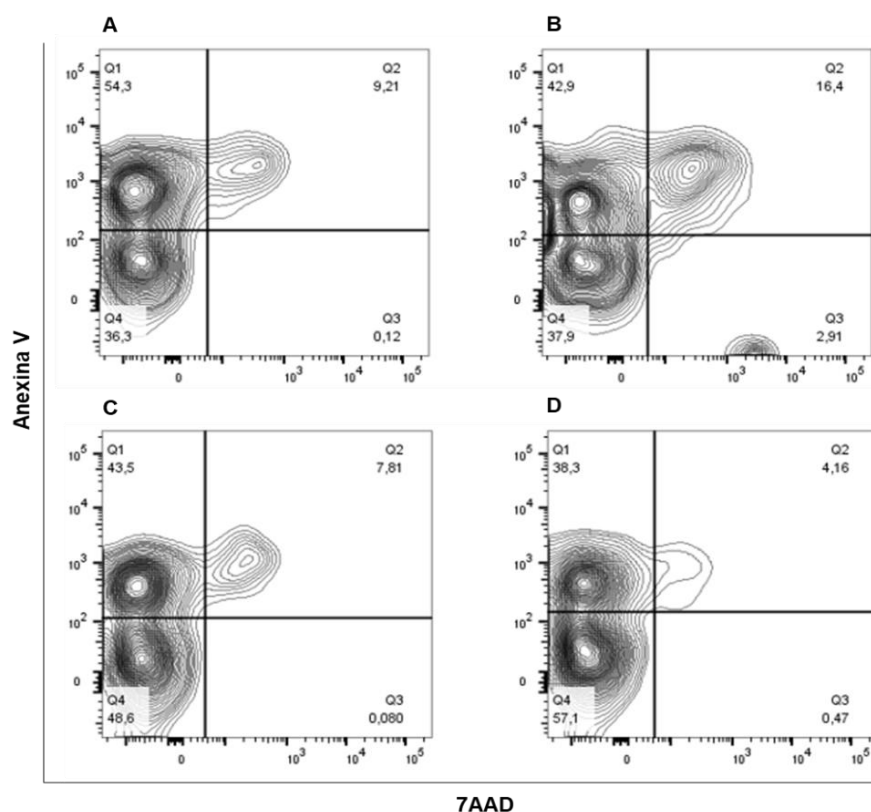 A
B
Q1
54,3
Q2
9,21
Q4
36,3
Q3
0,12
10⁵
10⁴
10³
10²
0
0
10³
10⁴
10⁵
Q1
42,9
Q2
16,4
Q4
37,9
Q3
2,91
10⁵
10⁴
10³
10²
0
0
10³
10⁴
10⁵
Anexina V
C
D
Q1
43,5
Q2
7,81
Q4
48,6
Q3
0,080
10⁵
10⁴
10³
10²
0
0
10³
10⁴
10⁵
Q1
38,3
Q2
4,16
Q4
57,1
Q3
0,47
10⁵
10⁴
10³
10²
0
0
10³
10⁴
10⁵
7AAD